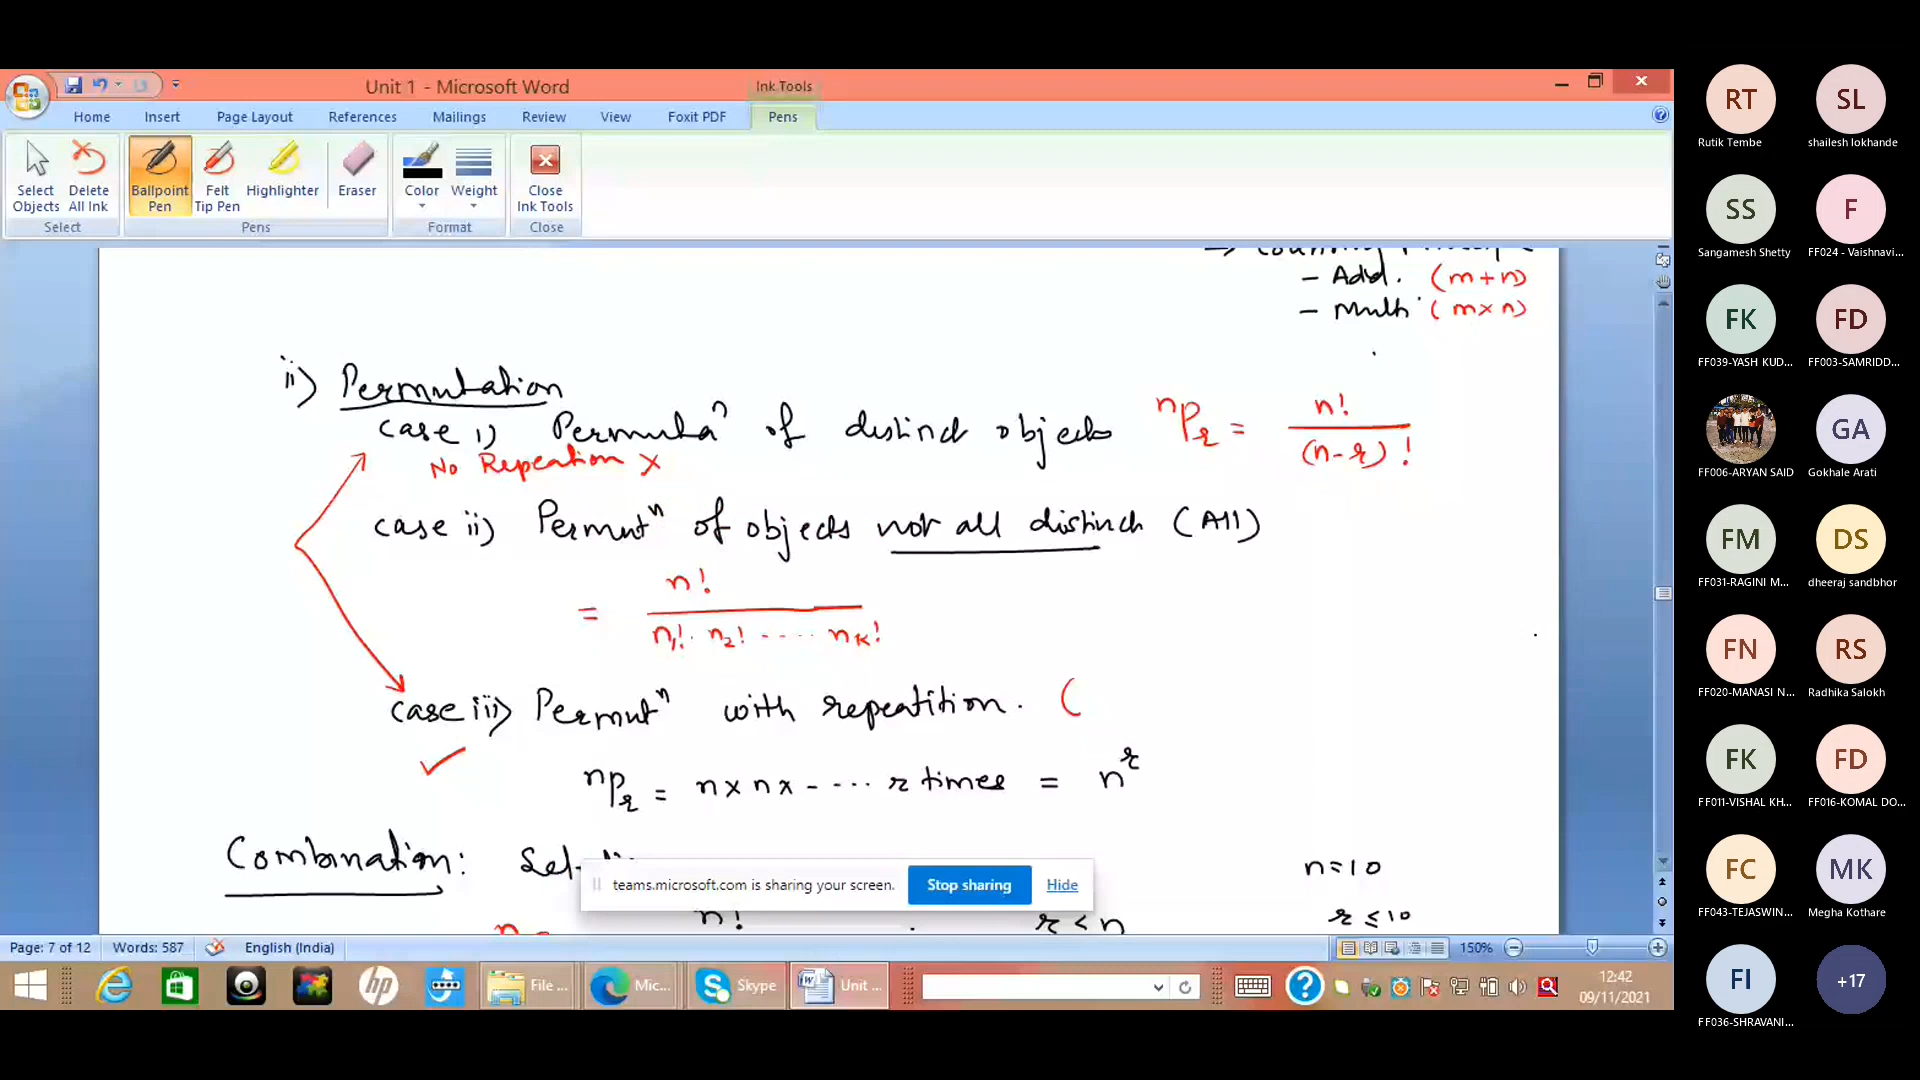 Unit 1 - Microsoft Word
Ink Tools
Home Insert Page Layout References Mailings Review View Foxit PDF Pens
Select Objects
Delete All Ink
Ballpoint Pen
Felt Tip Pen
Highlighter
Eraser
Color
Weight
Close Ink Tools
Select Pens Format Close
- Add. (m+n)
- Multi. (m×n)
ii) Permutation
case i) Permutaⁿ of distinct objects ⁿPᵣ = n! / (n-r)!
No Repeation ×
case ii) Permutⁿ of objects not all distinct (All)
= n! / n₁!. n₂! ..... nₖ!
case iii) Permutⁿ with repeatition. (
ⁿPᵣ = n×n×-.... r times = nʳ
Combination:
n=10
n!
r < n
r ≤ 10
teams.microsoft.com is sharing your screen. Stop sharing Hide
Page: 7 of 12 Words: 587 English (India) 150%
File ... Mic... Skype Unit ...
12:42
09/11/2021
RT
Rutik Tembe
SL
shailesh lokhande
SS
Sangamesh Shetty
F
FF024 - Vaishnavi...
FK
FF039-YASH KUD...
FD
FF003-SAMRIDD...
FF006-ARYAN SAID
GA
Gokhale Arati
FM
FF031-RAGINI M...
DS
dheeraj sandbhor
FN
FF020-MANASI N...
RS
Radhika Salokh
FK
FF011-VISHAL KH...
FD
FF016-KOMAL DO...
FC
FF043-TEJASWIN...
MK
Megha Kothare
FI
FF036-SHRAVANI...
+17